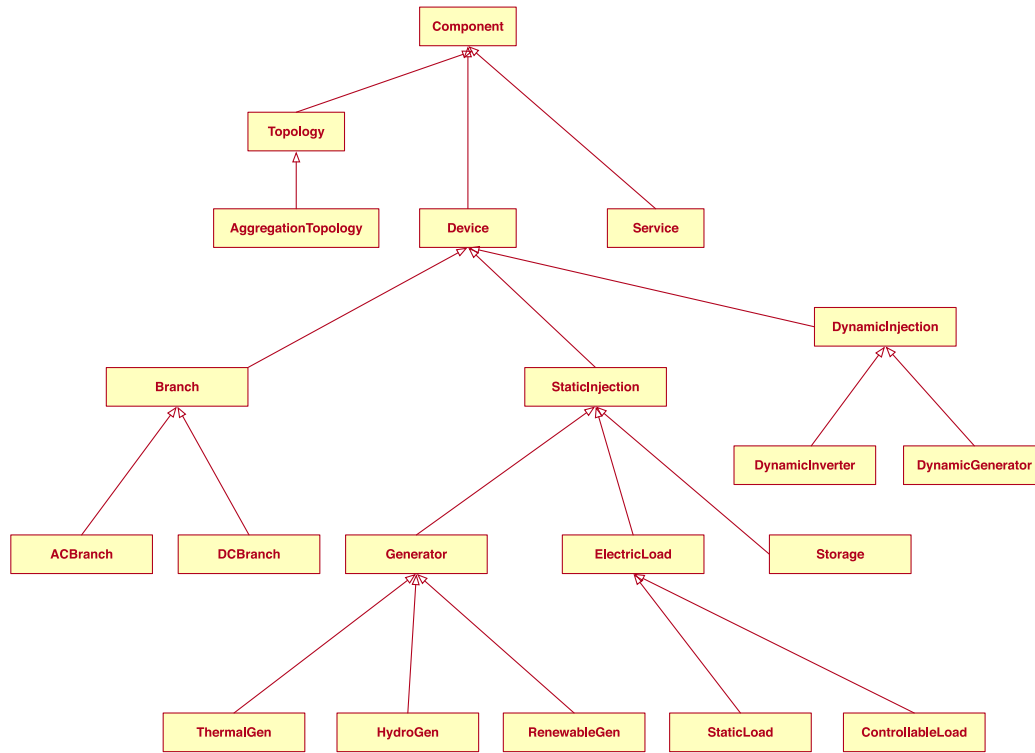 Component
Topology
AggregationTopology
Device
Service
DynamicInjection
Branch
StaticInjection
DynamicInverter
DynamicGenerator
ACBranch
DCBranch
Generator
ElectricLoad
Storage
ThermalGen
HydroGen
RenewableGen
StaticLoad
ControllableLoad